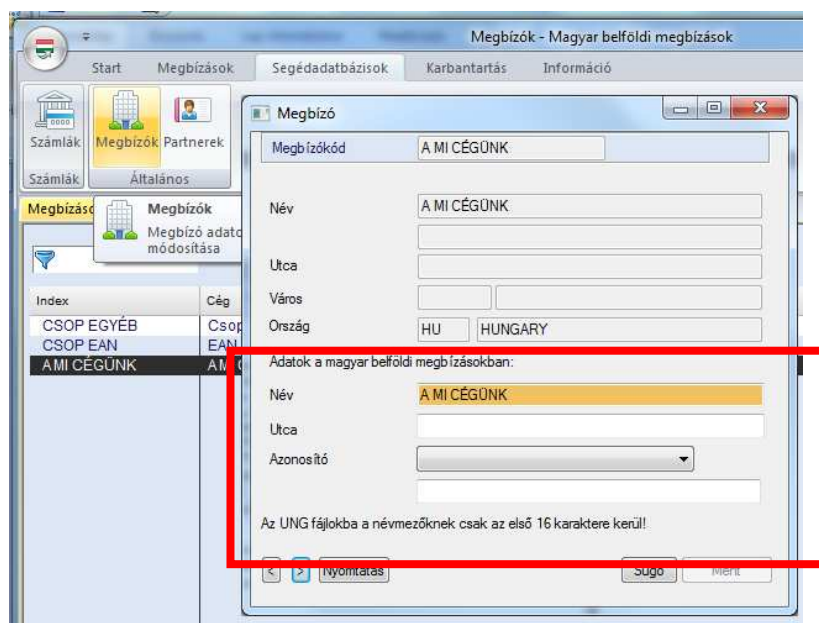 Megbízók - Magyar belföldi megbízások
Start Megbízások Segédadatbázisok Karbantartás Információ
Számlák Megbízók Partnerek
Számlák Általános
Megbízók
Megbízó
módosítása
Index Cég
CSOP EGYÉB
CSOP EAN EAN
A MI CÉGÜNK
Megbízó
Megbízókód A MI CÉGÜNK
Név A MI CÉGÜNK
Utca
Város
Ország HU HUNGARY
Adatok a magyar belföldi megbízásokban:
Név A MI CÉGÜNK
Utca
Azonosító
Az UNG fájlokba a névmezőknek csak az első 16 karaktere kerül!
< > Nyomtatás Súgó Ment